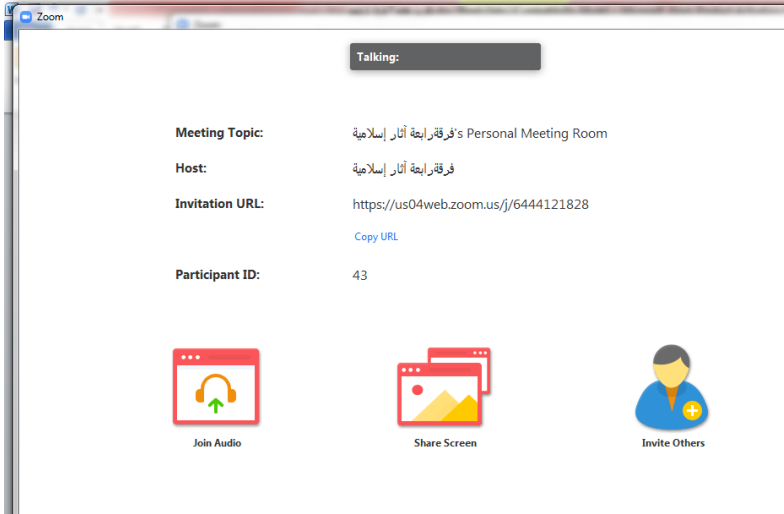 Zoom
Talking:
Meeting Topic: فرقةرابعة آثار إسلامية's Personal Meeting Room
Host: فرقةرابعة آثار إسلامية
Invitation URL: https://us04web.zoom.us/j/6444121828
Copy URL
Participant ID: 43
Join Audio Share Screen Invite Others